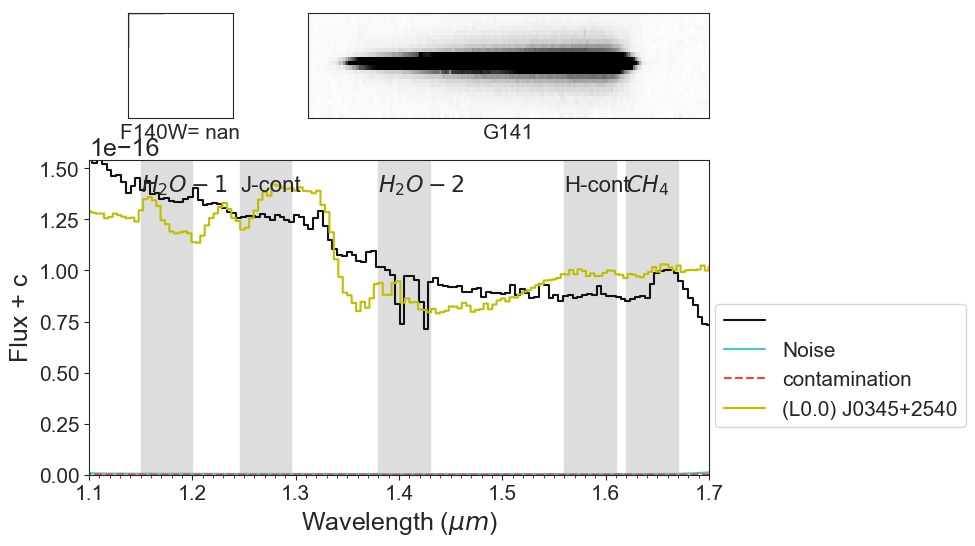 F140W= nan
G141
1e−16
H₂O − 1
J-cont
H₂O − 2
H-cont
CH₄
1.50
1.25
1.00
0.75
0.50
0.25
0.00
Flux + c
1.1
1.2
1.3
1.4
1.5
1.6
1.7
Wavelength (μm)
Noise
contamination
(L0.0) J0345+2540